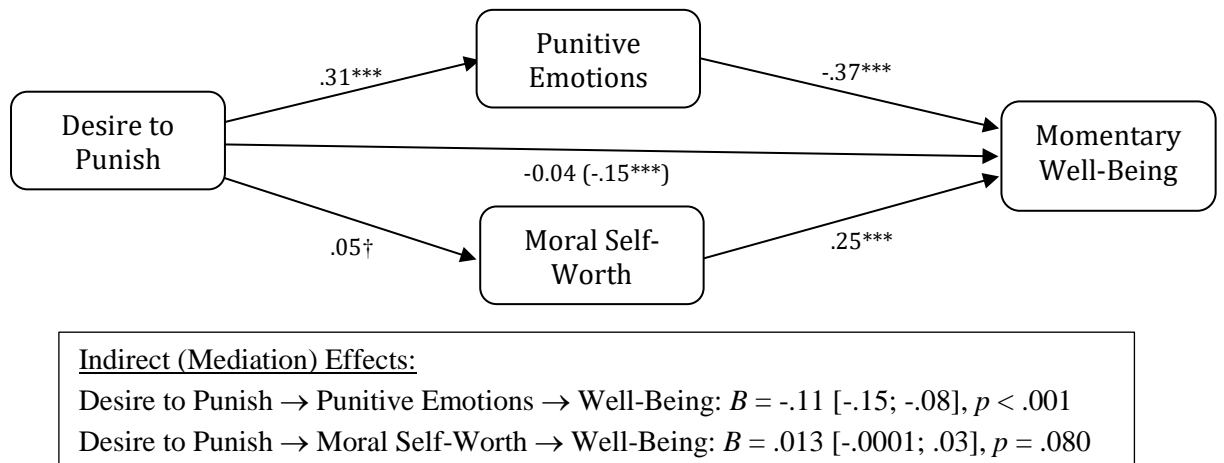 Punitive
Emotions
.31***
-.37***
Desire to
Punish
Momentary
Well-Being
-0.04 (-.15***)
.05†
Moral Self-
Worth
.25***
Indirect (Mediation) Effects:
Desire to Punish → Punitive Emotions → Well-Being: B = -.11 [-.15; -.08], p < .001
Desire to Punish → Moral Self-Worth → Well-Being: B = .013 [-.0001; .03], p = .080